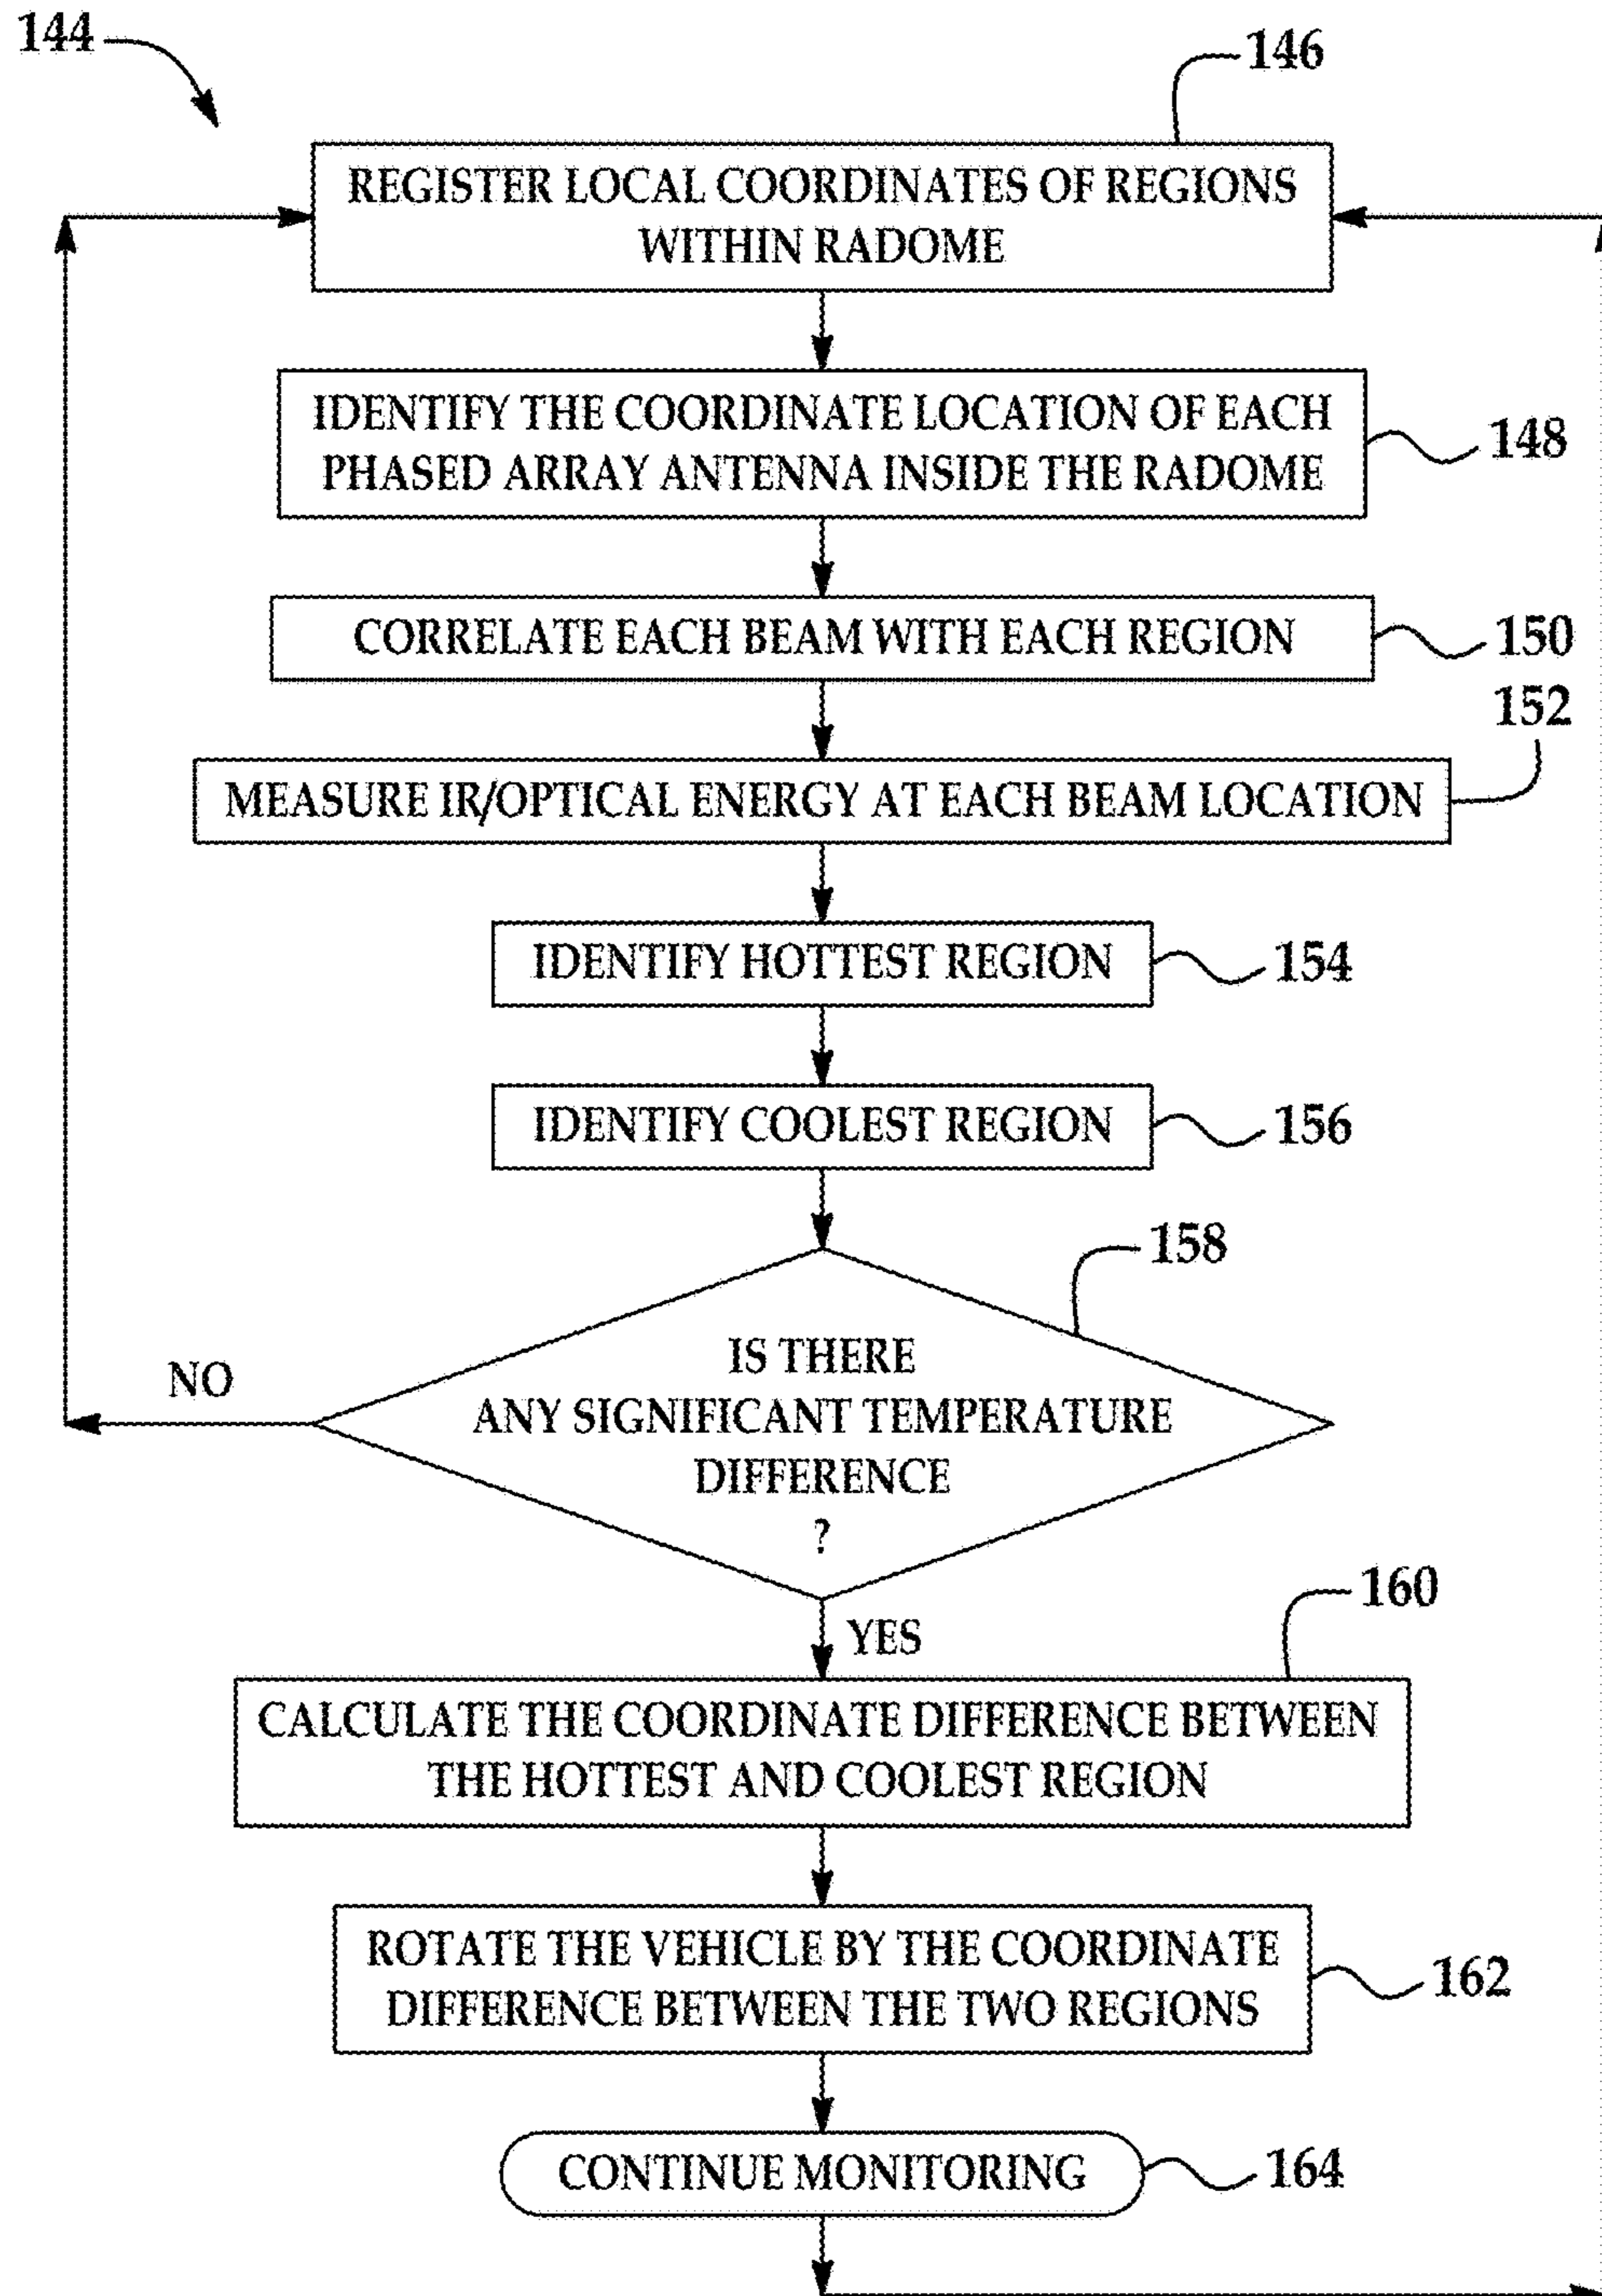 144
146
REGISTER LOCAL COORDINATES OF REGIONS
WITHIN RADOME
IDENTIFY THE COORDINATE LOCATION OF EACH
PHASED ARRAY ANTENNA INSIDE THE RADOME
148
CORRELATE EACH BEAM WITH EACH REGION
150
152
MEASURE IR/OPTICAL ENERGY AT EACH BEAM LOCATION
IDENTIFY HOTTEST REGION
154
IDENTIFY COOLEST REGION
156
158
IS THERE
ANY SIGNIFICANT TEMPERATURE
DIFFERENCE
?
NO
YES
160
CALCULATE THE COORDINATE DIFFERENCE BETWEEN
THE HOTTEST AND COOLEST REGION
ROTATE THE VEHICLE BY THE COORDINATE
DIFFERENCE BETWEEN THE TWO REGIONS
162
CONTINUE MONITORING
164